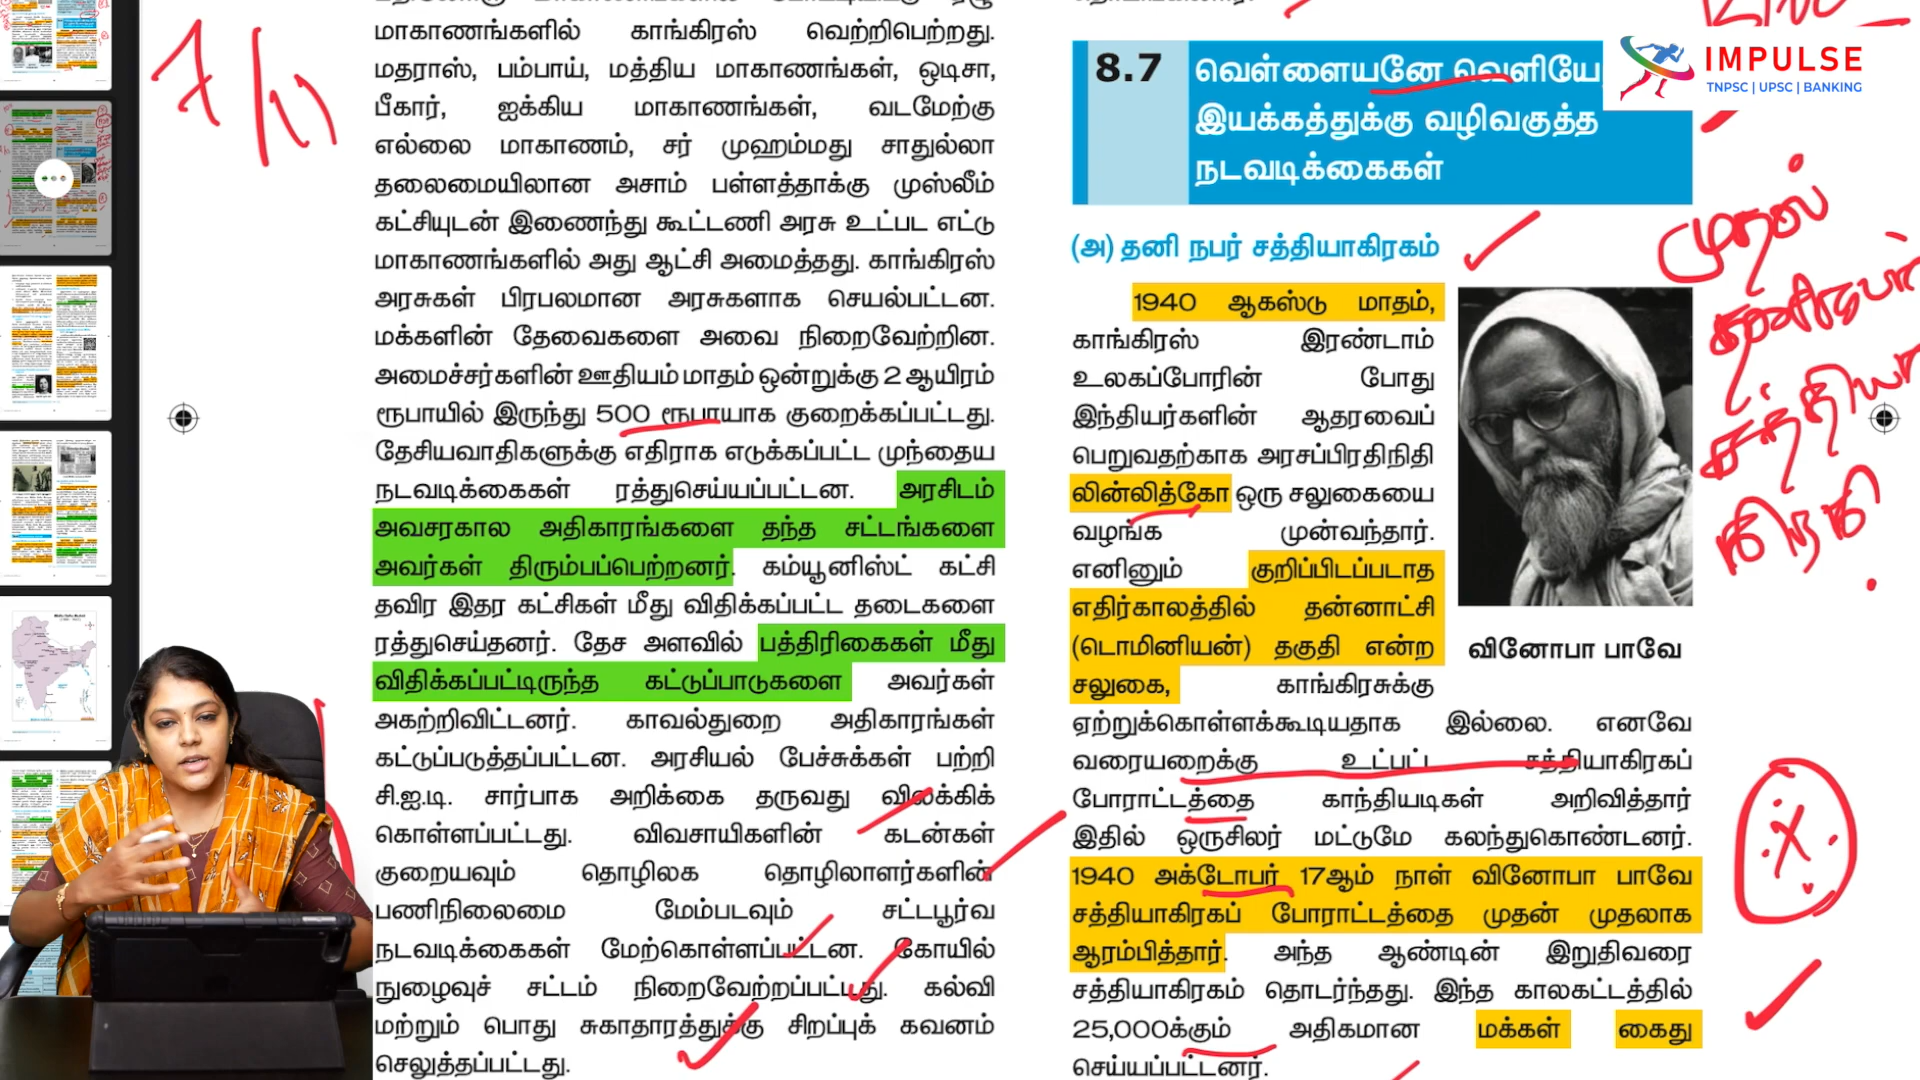 7/11
மாகாணங்களில் காங்கிரஸ் வெற்றிபெற்றது.
மதராஸ், பம்பாய், மத்திய மாகாணங்கள், ஒடிசா,
பீகார், ஐக்கிய மாகாணங்கள், வடமேற்கு
எல்லை மாகாணம், சர் முஹம்மது சாதுல்லா
தலைமையிலான அசாம் பள்ளத்தாக்கு முஸ்லீம்
கட்சியுடன் இணைந்து கூட்டணி அரசு உட்பட எட்டு
மாகாணங்களில் அது ஆட்சி அமைத்தது. காங்கிரஸ்
அரசுகள் பிரபலமான அரசுகளாக செயல்பட்டன.
மக்களின் தேவைகளை அவை நிறைவேற்றின.
அமைச்சர்களின் ஊதியம் மாதம் ஒன்றுக்கு 2 ஆயிரம்
ரூபாயில் இருந்து 500 ரூபாயாக குறைக்கப்பட்டது.
தேசியவாதிகளுக்கு எதிராக எடுக்கப்பட்ட முந்தைய
நடவடிக்கைகள் ரத்துசெய்யப்பட்டன. அரசிடம்
அவசரகால அதிகாரங்களை தந்த சட்டங்களை
அவர்கள் திரும்பப்பெற்றனர். கம்யூனிஸ்ட் கட்சி
தவிர இதர கட்சிகள் மீது விதிக்கப்பட்ட தடைகளை
ரத்துசெய்தனர். தேச அளவில் பத்திரிகைகள் மீது
விதிக்கப்பட்டிருந்த கட்டுப்பாடுகளை அவர்கள்
அகற்றிவிட்டனர். காவல்துறை அதிகாரங்கள்
கட்டுப்படுத்தப்பட்டன. அரசியல் பேச்சுக்கள் பற்றி
சி.ஐ.டி. சார்பாக அறிக்கை தருவது விலக்கிக்
கொள்ளப்பட்டது. விவசாயிகளின் கடன்கள்
குறையவும் தொழிலக தொழிலாளர்களின்
பணிநிலைமை மேம்படவும் சட்டபூர்வ
நடவடிக்கைகள் மேற்கொள்ளப்பட்டன. கோயில்
நுழைவுச் சட்டம் நிறைவேற்றப்பட்டது. கல்வி
மற்றும் பொது சுகாதாரத்துக்கு சிறப்புக் கவனம்
செலுத்தப்பட்டது.
8.7 வெள்ளையனே வெளியே
இயக்கத்துக்கு வழிவகுத்த
நடவடிக்கைகள்
(அ) தனி நபர் சத்தியாகிரகம்
1940 ஆகஸ்டு மாதம்,
காங்கிரஸ் இரண்டாம்
உலகப்போரின் போது
இந்தியர்களின் ஆதரவைப்
பெறுவதற்காக அரசப்பிரதிநிதி
லின்லித்கோ ஒரு சலுகையை
வழங்க முன்வந்தார்.
எனினும் குறிப்பிடப்படாத
எதிர்காலத்தில் தன்னாட்சி
(டொமினியன்) தகுதி என்ற
சலுகை, காங்கிரசுக்கு
ஏற்றுக்கொள்ளக்கூடியதாக இல்லை. எனவே
வரையறைக்கு உட்பட்ட சத்தியாகிரகப்
போராட்டத்தை காந்தியடிகள் அறிவித்தார்
இதில் ஒருசிலர் மட்டுமே கலந்துகொண்டனர்.
1940 அக்டோபர் 17ஆம் நாள் வினோபா பாவே
சத்தியாகிரகப் போராட்டத்தை முதன் முதலாக
ஆரம்பித்தார். அந்த ஆண்டின் இறுதிவரை
சத்தியாகிரகம் தொடர்ந்தது. இந்த காலகட்டத்தில்
25,000க்கும் அதிகமான மக்கள் கைது
செய்யப்பட்டனர்.
வினோபா பாவே
IMPULSE
TNPSC | UPSC | BANKING
முதல்